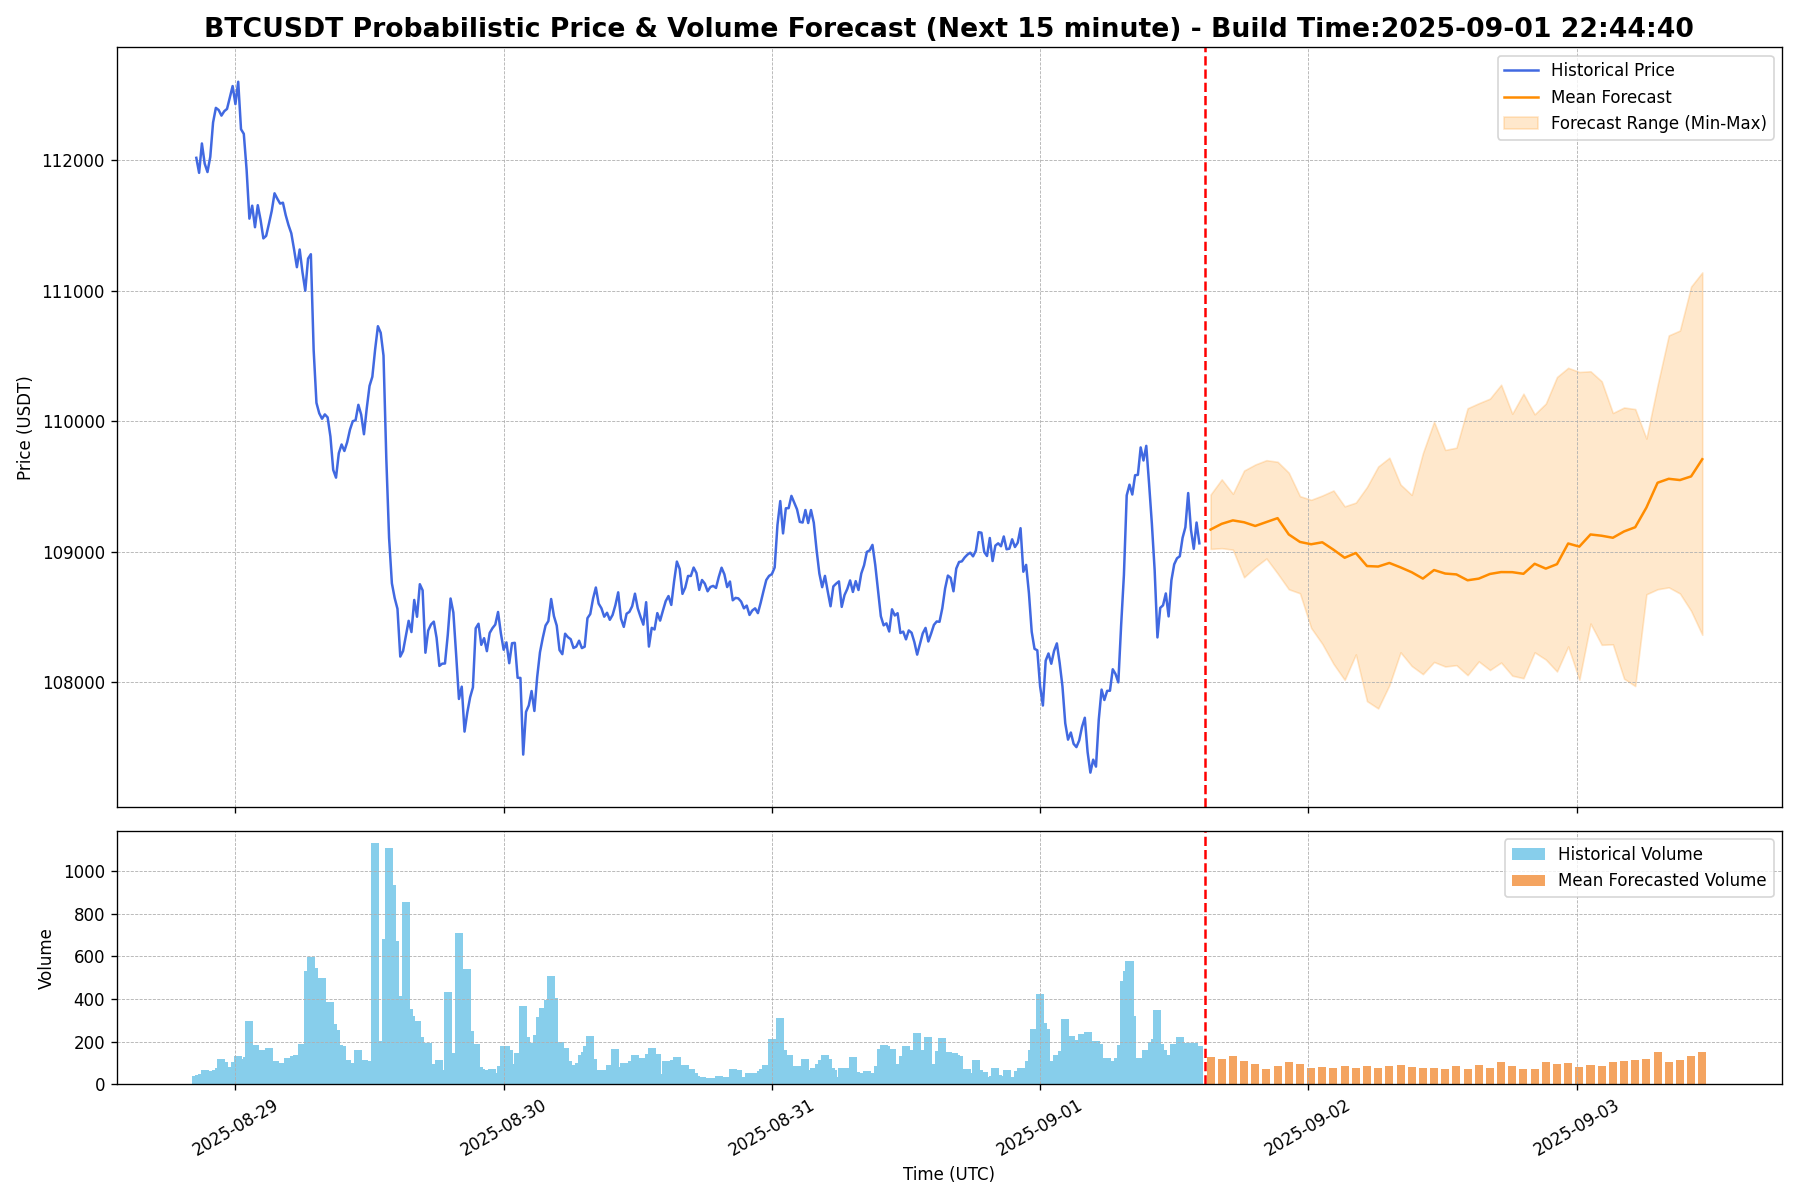 BTCUSDT Probabilistic Price & Volume Forecast (Next 15 minute) - Build Time:2025-09-01 22:44:40
Historical Price
Mean Forecast
Forecast Range (Min-Max)
112000
111000
110000
109000
108000
Price (USDT)
Historical Volume
Mean Forecasted Volume
1000
800
600
400
200
0
Volume
2025-08-29
2025-08-30
2025-08-31
2025-09-01
2025-09-02
2025-09-03
Time (UTC)